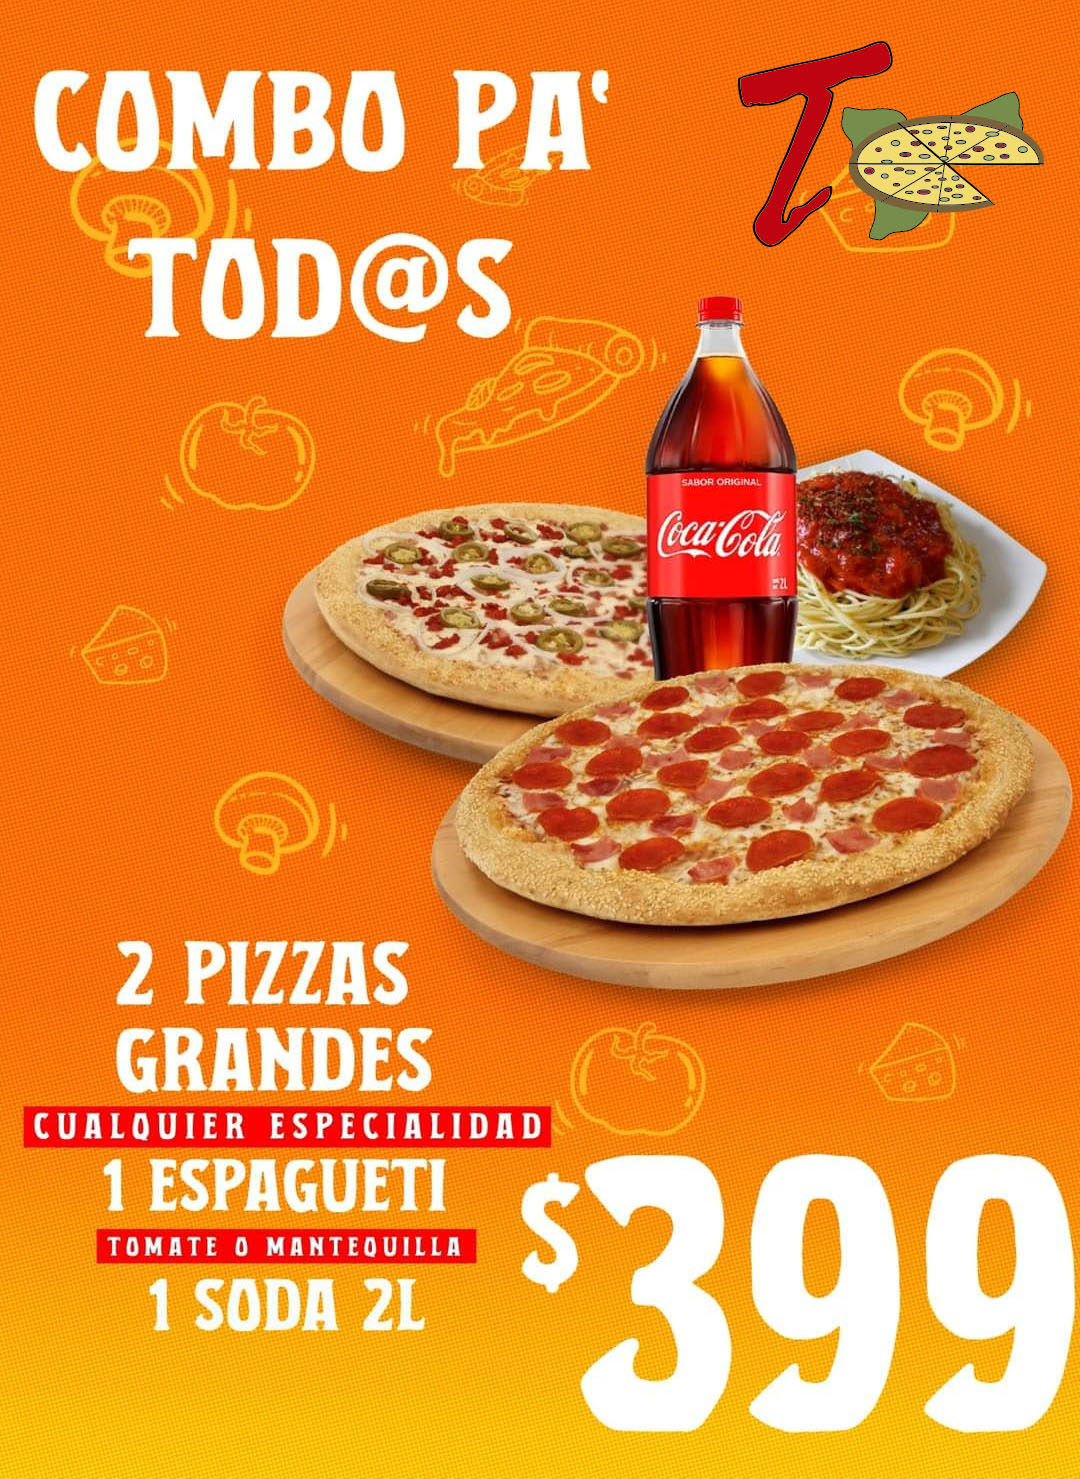 COMBO PA'
TOD@S
T
SABOR ORIGINAL
Coca-Cola
2L
2 PIZZAS
GRANDES
CUALQUIER ESPECIALIDAD
1 ESPAGUETI
TOMATE O MANTEQUILLA
1 SODA 2L
$399